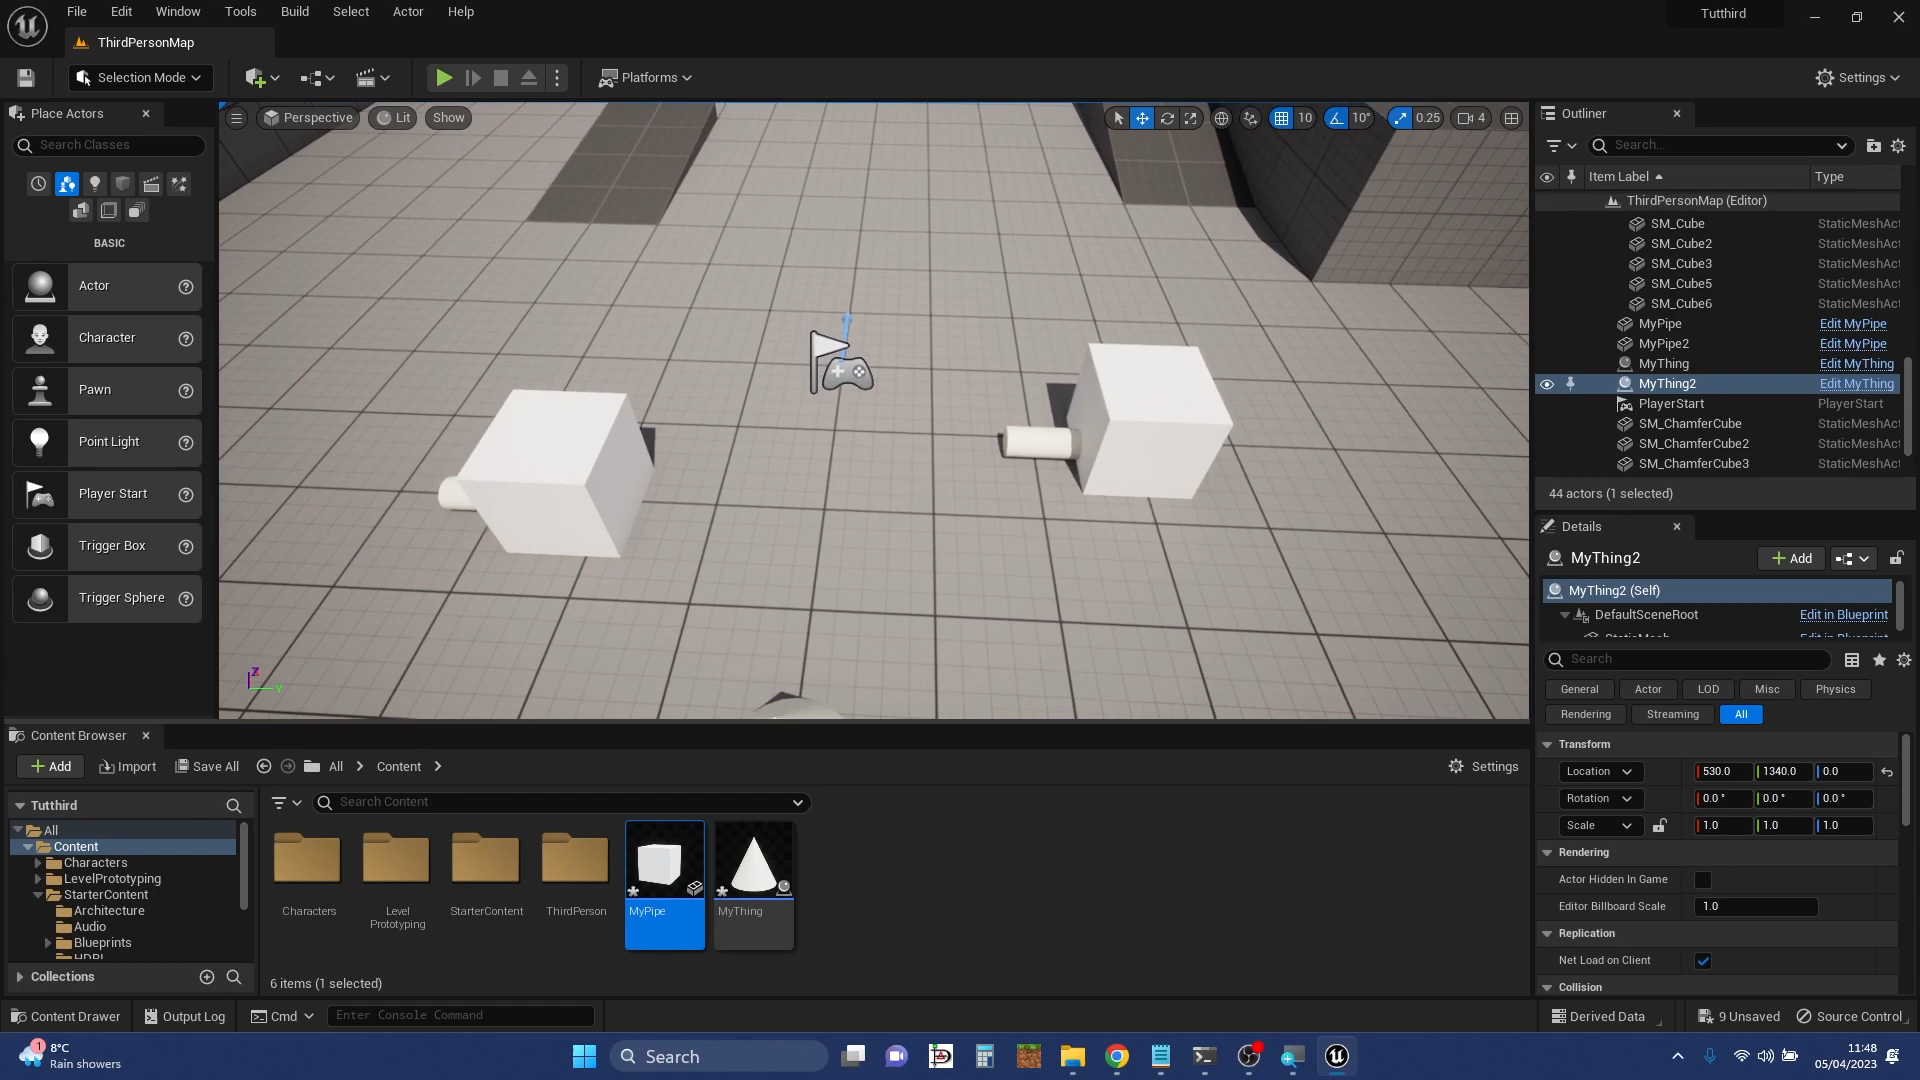 File Edit Window Tools Build Select Actor Help
Tutthird
ThirdPersonMap
Selection Mode
Platforms
Settings
Place Actors
Search Classes
BASIC
Actor
Character
Pawn
Point Light
Player Start
Trigger Box
Trigger Sphere
Perspective Lit Show
10 10° 0.25 4
Z
Y
Outliner
Search...
Item Label Type
ThirdPersonMap (Editor)
SM_Cube StaticMeshAct
SM_Cube2 StaticMeshAct
SM_Cube3 StaticMeshAct
SM_Cube5 StaticMeshAct
SM_Cube6 StaticMeshAct
MyPipe Edit MyPipe
MyPipe2 Edit MyPipe
MyThing Edit MyThing
MyThing2 Edit MyThing
PlayerStart PlayerStart
SM_ChamferCube StaticMeshAct
SM_ChamferCube2 StaticMeshAct
SM_ChamferCube3 StaticMeshAct
44 actors (1 selected)
Details
MyThing2 Add
MyThing2 (Self)
DefaultSceneRoot Edit in Blueprint
StaticMesh Edit in Blueprint
Search
General Actor LOD Misc Physics
Rendering Streaming All
Transform
Location 530.0 1340.0 0.0
Rotation 0.0 ° 0.0 ° 0.0 °
Scale 1.0 1.0 1.0
Rendering
Actor Hidden In Game
Editor Billboard Scale 1.0
Replication
Net Load on Client
Collision
Content Browser
Add Import Save All All Content Settings
Tutthird
All
Content
Characters
LevelPrototyping
StarterContent
Architecture
Audio
Blueprints
HDRI
Collections
Search Content
Characters
Level
Prototyping
StarterContent
ThirdPerson
MyPipe
MyThing
6 items (1 selected)
Content Drawer Output Log Cmd Enter Console Command Derived Data 9 Unsaved Source Control
1
8°C
Rain showers
Search
11:48
05/04/2023